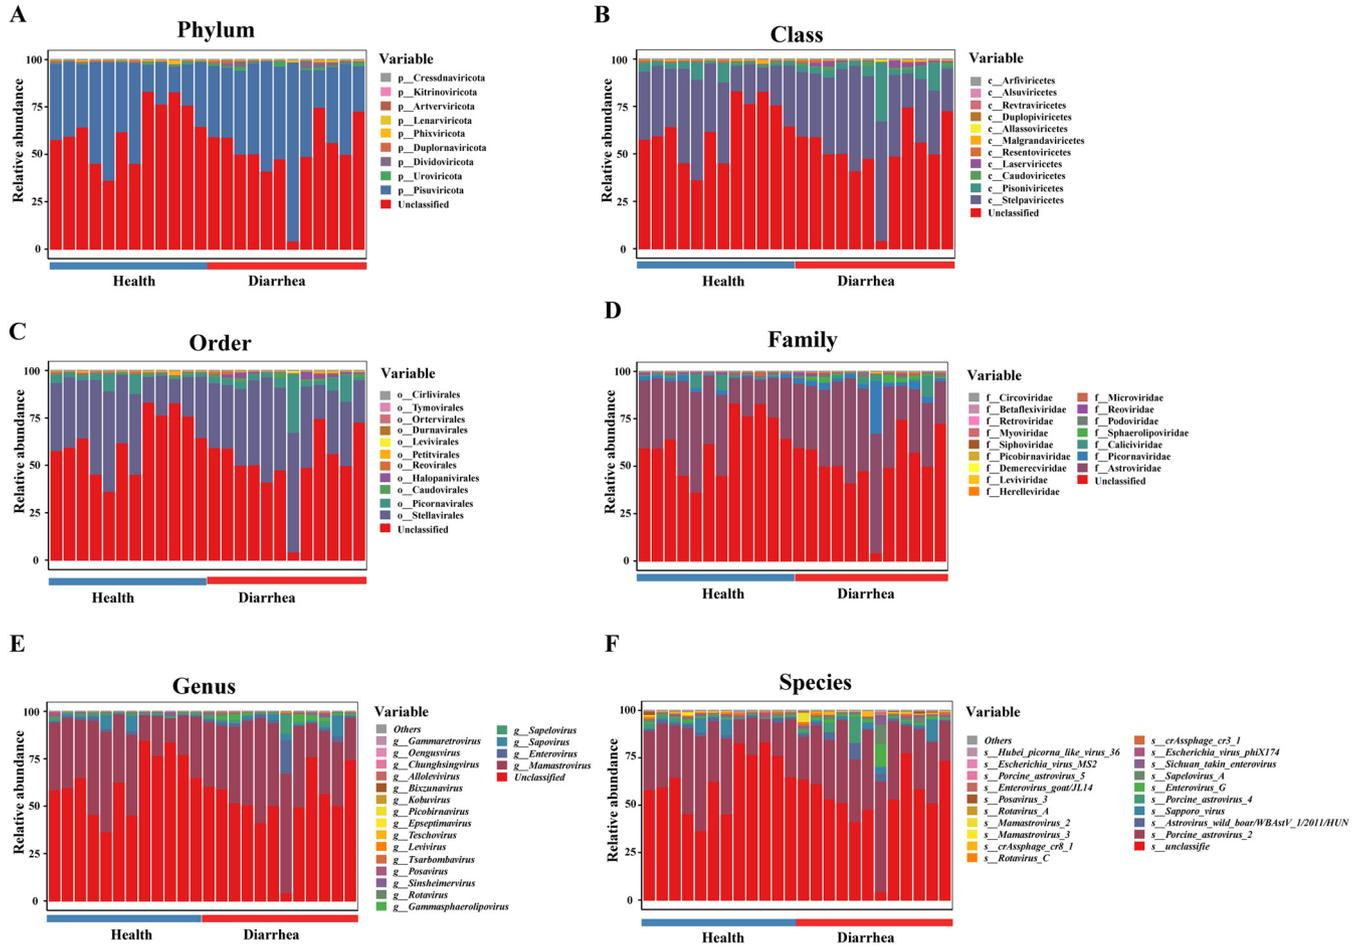 A
Phylum
Relative abundance
100
75
50
25
0
Health
Diarrhea
Variable
p__Cressdnaviricota
p__Kitrinoviricota
p__Artverviricota
p__Lenarviricota
p__Phixviricota
p__Duplornaviricota
p__Dividoviricota
p__Uroviricota
p__Pisuviricota
Unclassified
B
Class
Relative abundance
100
75
50
25
0
Health
Diarrhea
Variable
c__Arfiviricetes
c__Alsuviricetes
c__Revtraviricetes
c__Duplopiviricetes
c__Allassoviricetes
c__Malgrandaviricetes
c__Resentoviricetes
c__Laserviricetes
c__Caudoviricetes
c__Pisoniviricetes
c__Stelpaviricetes
Unclassified
C
Order
Relative abundance
100
75
50
25
0
Health
Diarrhea
Variable
o__Cirlivirales
o__Tymovirales
o__Ortervirales
o__Durnavirales
o__Levivirales
o__Petitvirales
o__Reovirales
o__Halopanivirales
o__Caudovirales
o__Picornavirales
o__Stellavirales
Unclassified
D
Family
Relative abundance
100
75
50
25
0
Health
Diarrhea
Variable
f__Circoviridae
f__Betaflexiviridae
f__Retroviridae
f__Myoviridae
f__Siphoviridae
f__Picobirnaviridae
f__Demereceviridae
f__Leviviridae
f__Herelleviridae
f__Microviridae
f__Reoviridae
f__Podoviridae
f__Sphaerolipoviridae
f__Caliciviridae
f__Picornaviridae
f__Astroviridae
Unclassified
E
Genus
Relative abundance
100
75
50
25
0
Health
Diarrhea
Variable
Others
g__Gammaretrovirus
g__Oengusvirus
g__Chunghsingvirus
g__Allolevivirus
g__Bixzunavirus
g__Kobuvirus
g__Picobirnavirus
g__Epseptimavirus
g__Teschovirus
g__Levivirus
g__Tsarbombavirus
g__Posavirus
g__Sinsheimervirus
g__Rotavirus
g__Gammasphaerolipovirus
g__Sapelovirus
g__Sapovirus
g__Enterovirus
g__Mamastrovirus
Unclassified
F
Species
Relative abundance
100
75
50
25
0
Health
Diarrhea
Variable
Others
s__Hubei_picorna_like_virus_36
s__Escherichia_virus_MS2
s__Porcine_astrovirus_5
s__Enterovirus_goat/JL14
s__Posavirus_3
s__Rotavirus_A
s__Mamastrovirus_2
s__Mamastrovirus_3
s__crAssphage_cr8_1
s__Rotavirus_C
s__crAssphage_cr3_1
s__Escherichia_virus_phiX174
s__Sichuan_takin_enterovirus
s__Sapelovirus_A
s__Enterovirus_G
s__Porcine_astrovirus_4
s__Sapporo_virus
s__Astrovirus_wild_boar/WBAstV_1/2011/HUN
s__Porcine_astrovirus_2
s__unclassifie